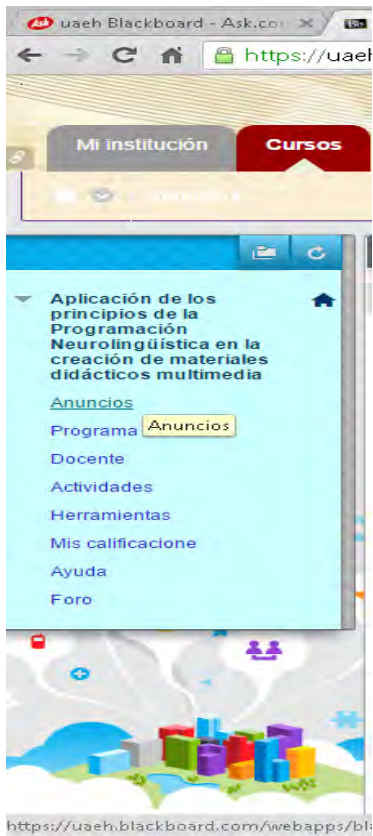 uaeh Blackboard - Ask.co
https://uaeh
Mi institución
Cursos
Aplicación de los
principios de la
Programación
Neurolingüística en la
creación de materiales
didácticos multimedia
Anuncios
Programa
Anuncios
Docente
Actividades
Herramientas
Mis calificacione
Ayuda
Foro
https://uaeh.blackboard.com/webapps/bla